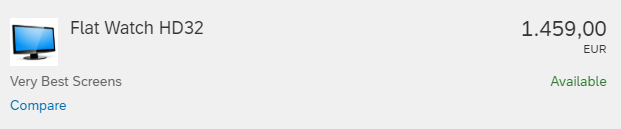 Flat Watch HD32
1.459,00
EUR
Very Best Screens
Available
Compare